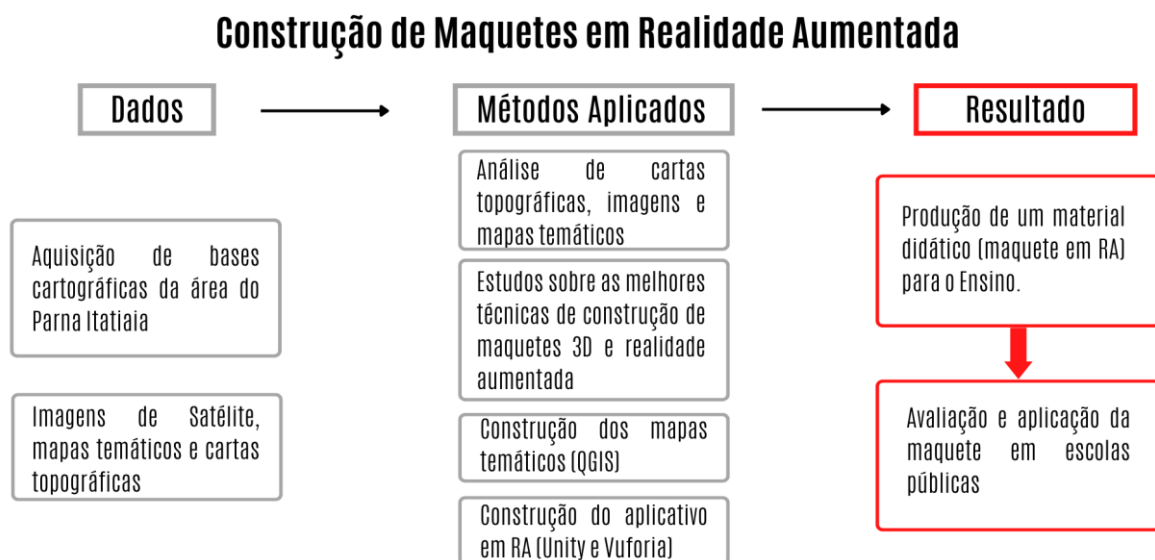 Construção de Maquetes em Realidade Aumentada
Dados
Métodos Aplicados
Resultado
Aquisição de bases
cartográficas da área do
Parna Itatiaia
Imagens de Satélite,
mapas temáticos e cartas
topográficas
Análise de cartas
topográficas, imagens e
mapas temáticos
Estudos sobre as melhores
técnicas de construção de
maquetes 3D e realidade
aumentada
Construção dos mapas
temáticos (QGIS)
Construção do aplicativo
em RA (Unity e Vuforia)
Produção de um material
didático (maquete em RA)
para o Ensino.
Avaliação e aplicação da
maquete em escolas
públicas